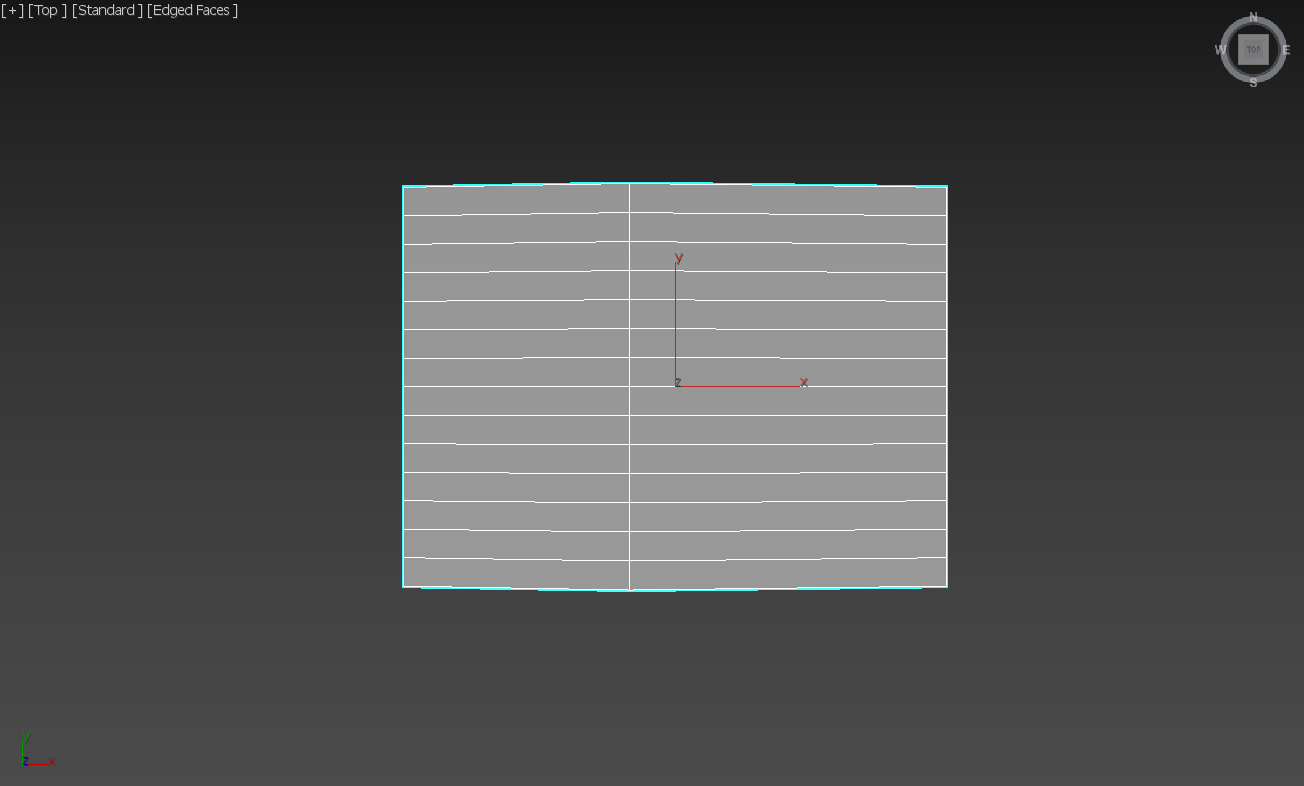 [+] [Top ] [Standard ] [Edged Faces ]
N
W TOP E
S
y
z x
y
z x